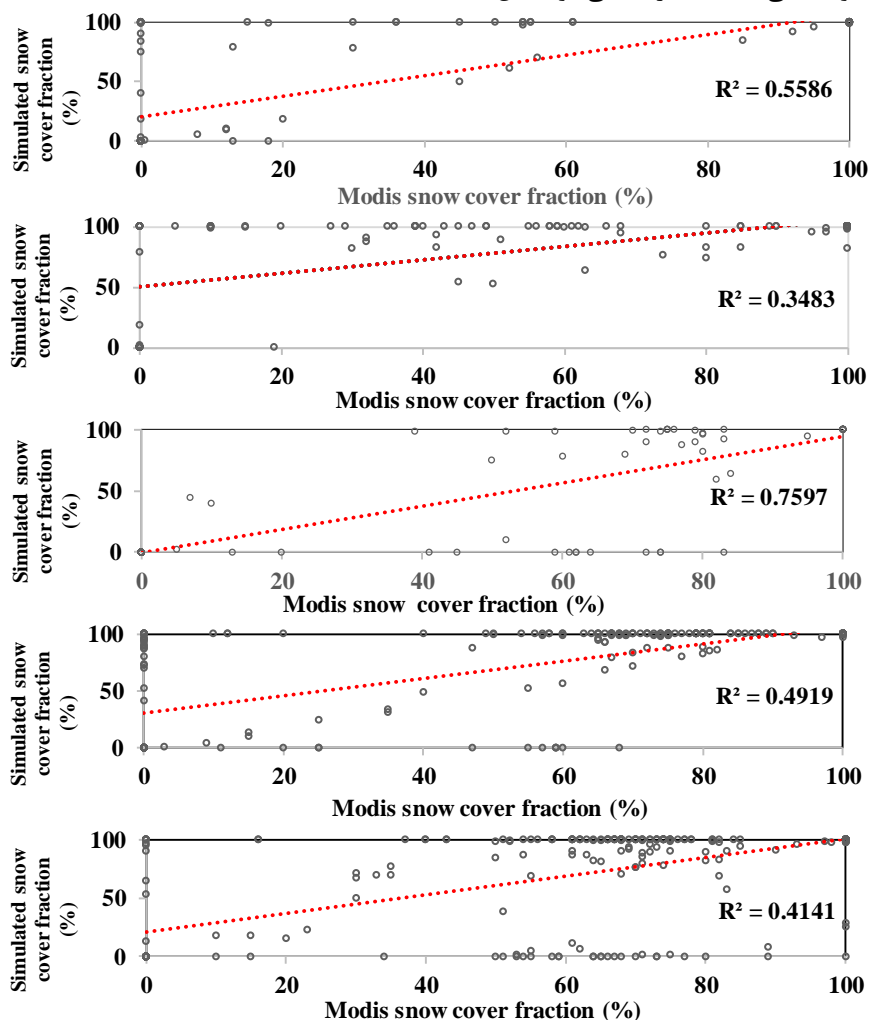 100
50
0
Simulated snow
cover fraction
(%)
R² = 0.5586
0 20 40 60 80 100
Modis snow cover fraction (%)
100
50
0
Simulated snow
cover fraction
(%)
R² = 0.3483
0 20 40 60 80 100
Modis snow cover fraction (%)
100
50
0
Simulated snow
cover fraction
(%)
R² = 0.7597
0 20 40 60 80 100
Modis snow cover fraction (%)
100
50
0
Simulated snow
cover fraction
(%)
R² = 0.4919
0 20 40 60 80 100
Modis snow cover fraction (%)
100
50
0
Simulated snow
cover fraction
(%)
R² = 0.4141
0 20 40 60 80 100
Modis snow cover fraction (%)